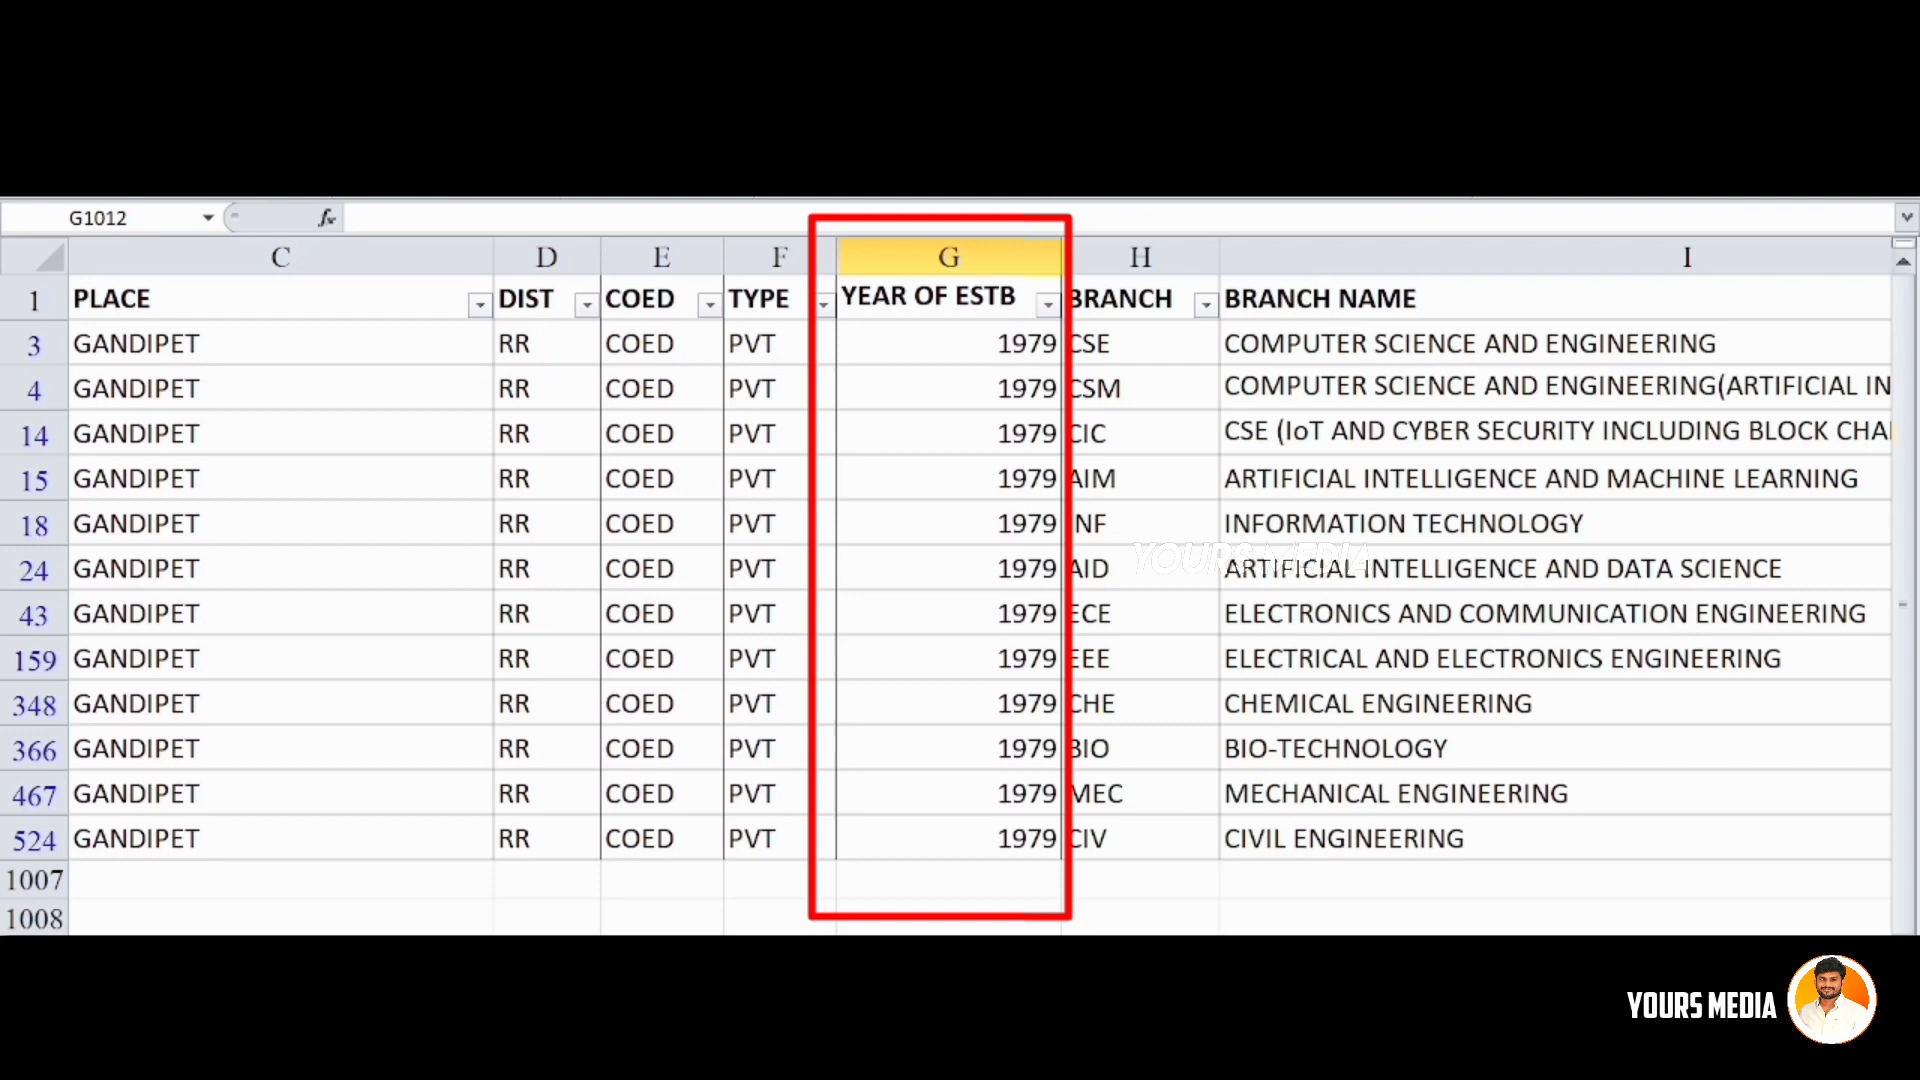 G1012 fx
C D E F G H I
1 PLACE DIST COED TYPE YEAR OF ESTB BRANCH BRANCH NAME
3 GANDIPET RR COED PVT 1979 CSE COMPUTER SCIENCE AND ENGINEERING
4 GANDIPET RR COED PVT 1979 CSM COMPUTER SCIENCE AND ENGINEERING(ARTIFICIAL IN
14 GANDIPET RR COED PVT 1979 CIC CSE (IoT AND CYBER SECURITY INCLUDING BLOCK CHAI
15 GANDIPET RR COED PVT 1979 AIM ARTIFICIAL INTELLIGENCE AND MACHINE LEARNING
18 GANDIPET RR COED PVT 1979 INF INFORMATION TECHNOLOGY
24 GANDIPET RR COED PVT 1979 AID ARTIFICIAL INTELLIGENCE AND DATA SCIENCE
43 GANDIPET RR COED PVT 1979 ECE ELECTRONICS AND COMMUNICATION ENGINEERING
159 GANDIPET RR COED PVT 1979 EEE ELECTRICAL AND ELECTRONICS ENGINEERING
348 GANDIPET RR COED PVT 1979 CHE CHEMICAL ENGINEERING
366 GANDIPET RR COED PVT 1979 BIO BIO-TECHNOLOGY
467 GANDIPET RR COED PVT 1979 MEC MECHANICAL ENGINEERING
524 GANDIPET RR COED PVT 1979 CIV CIVIL ENGINEERING
1007
1008
YOURS MEDIA
YOURS MEDIA